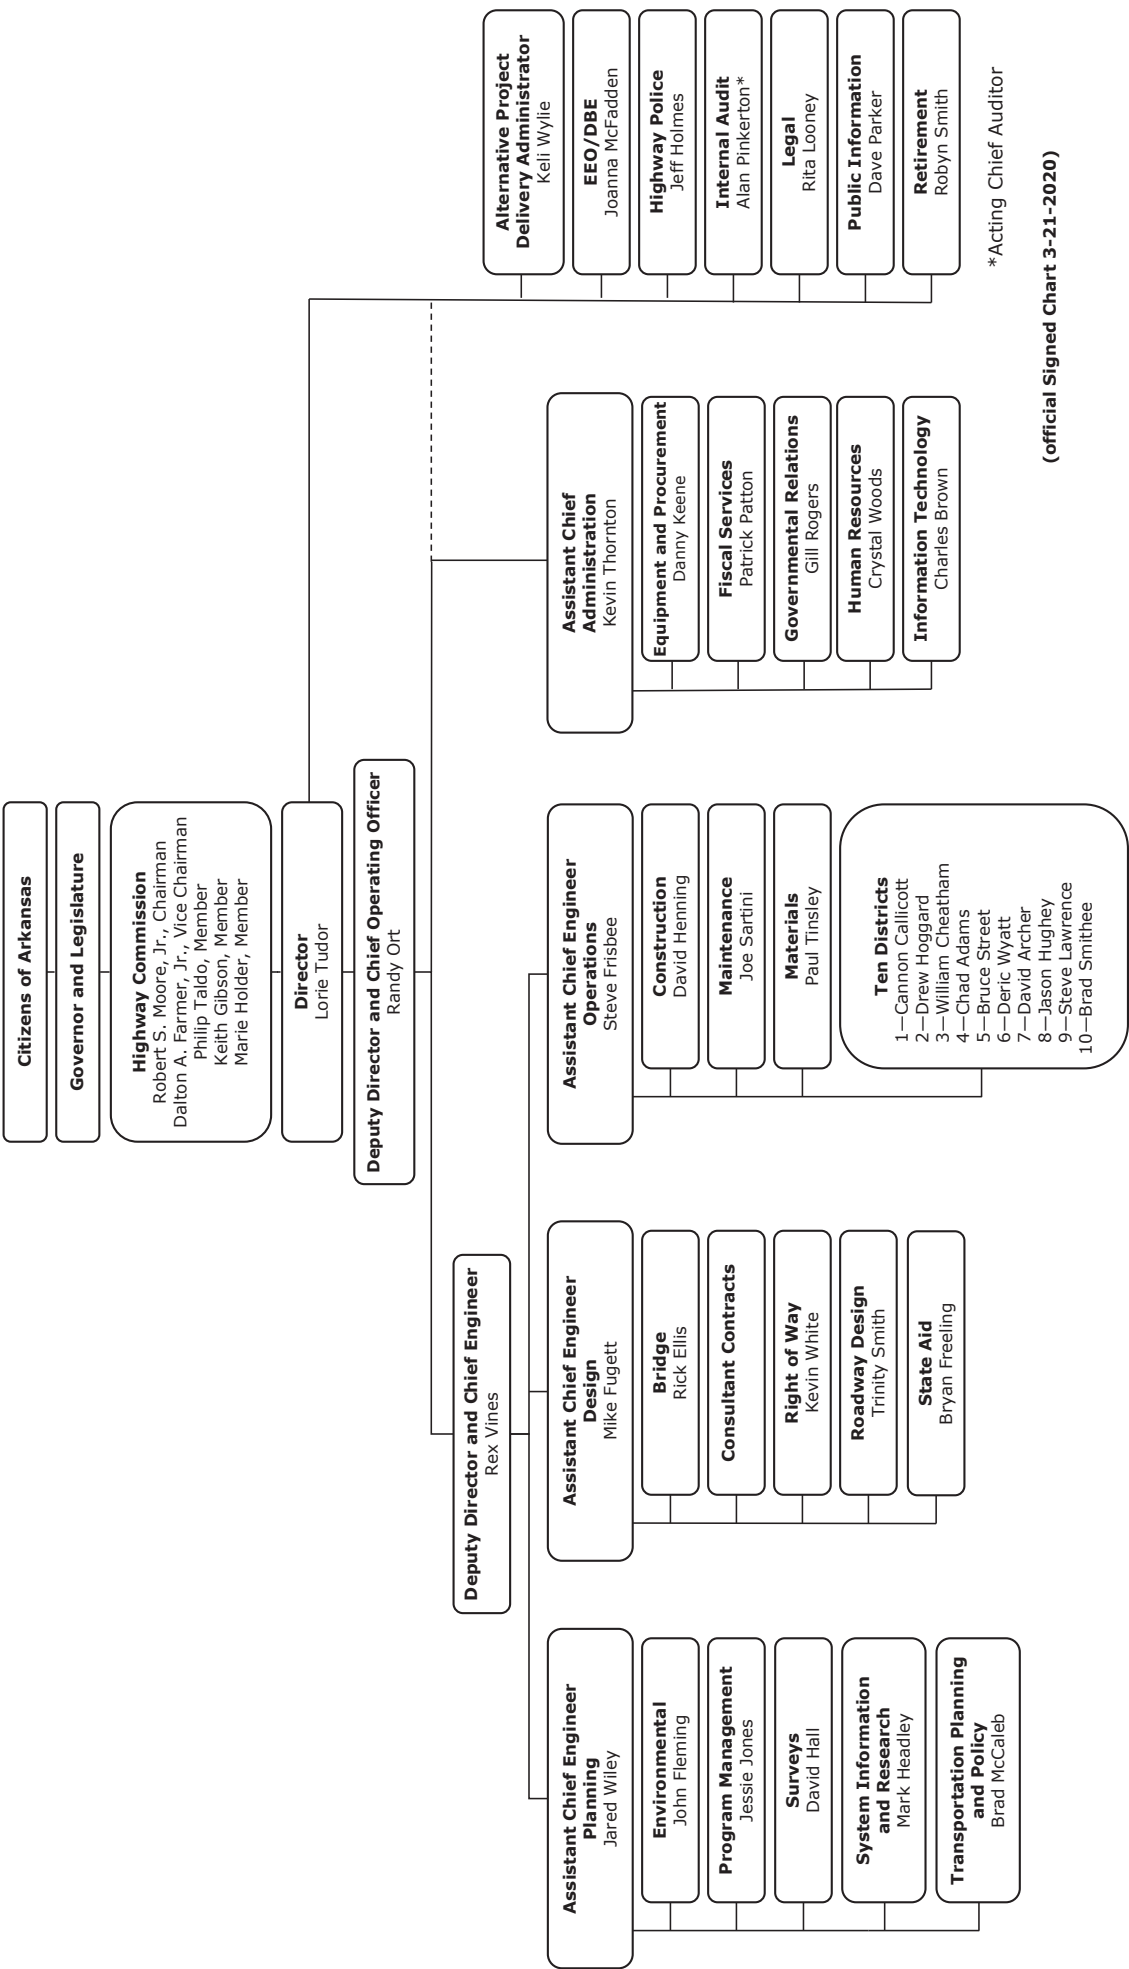 Citizens of Arkansas
Governor and Legislature
Highway Commission
Robert S. Moore, Jr., Chairman
Dalton A. Farmer, Jr., Vice Chairman
Philip Taldo, Member
Keith Gibson, Member
Marie Holder, Member
Director
Lorie Tudor
Deputy Director and Chief Operating Officer
Randy Ort
Deputy Director and Chief Engineer
Rex Vines
Assistant Chief Engineer
Planning
Jared Wiley
Environmental
John Fleming
Program Management
Jessie Jones
Surveys
David Hall
System Information
and Research
Mark Headley
Transportation Planning
and Policy
Brad McCaleb
Assistant Chief Engineer
Design
Mike Fugett
Bridge
Rick Ellis
Consultant Contracts
Right of Way
Kevin White
Roadway Design
Trinity Smith
State Aid
Bryan Freeling
Assistant Chief Engineer
Operations
Steve Frisbee
Construction
David Henning
Maintenance
Joe Sartini
Materials
Paul Tinsley
Ten Districts
1—Cannon Callicott
2—Drew Hoggard
3—William Cheatham
4—Chad Adams
5—Bruce Street
6—Deric Wyatt
7—David Archer
8—Jason Hughey
9—Steve Lawrence
10—Brad Smithee
Assistant Chief
Administration
Kevin Thornton
Equipment and Procurement
Danny Keene
Fiscal Services
Patrick Patton
Governmental Relations
Gill Rogers
Human Resources
Crystal Woods
Information Technology
Charles Brown
Alternative Project
Delivery Administrator
Keli Wylie
EEO/DBE
Joanna McFadden
Highway Police
Jeff Holmes
Internal Audit
Alan Pinkerton*
Legal
Rita Looney
Public Information
Dave Parker
Retirement
Robyn Smith
*Acting Chief Auditor
(official Signed Chart 3-21-2020)